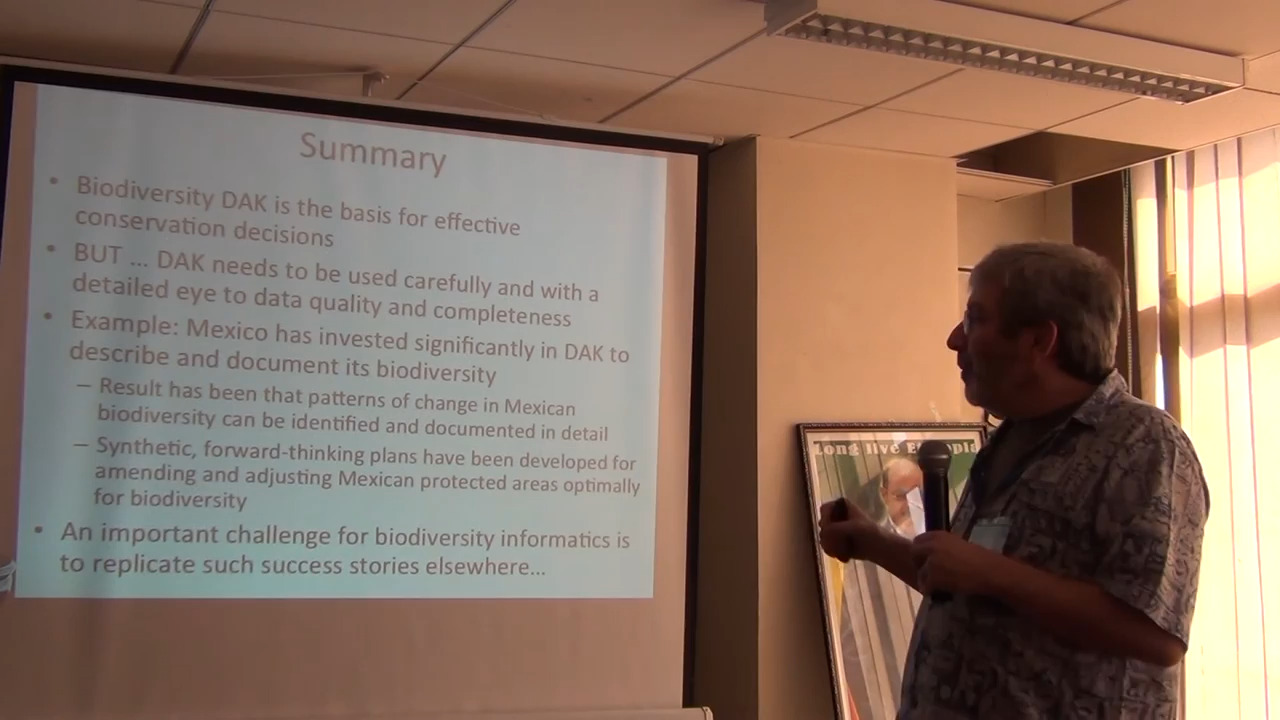 Summary
• Biodiversity DAK is the basis for effective
conservation decisions
• BUT ... DAK needs to be used carefully and with a
detailed eye to data quality and completeness
• Example: Mexico has invested significantly in DAK to
describe and document its biodiversity
– Result has been that patterns of change in Mexican
biodiversity can be identified and documented in detail
– Synthetic, forward-thinking plans have been developed for
amending and adjusting Mexican protected areas optimally
for biodiversity
• An important challenge for biodiversity informatics is
to replicate such success stories elsewhere...
Long live